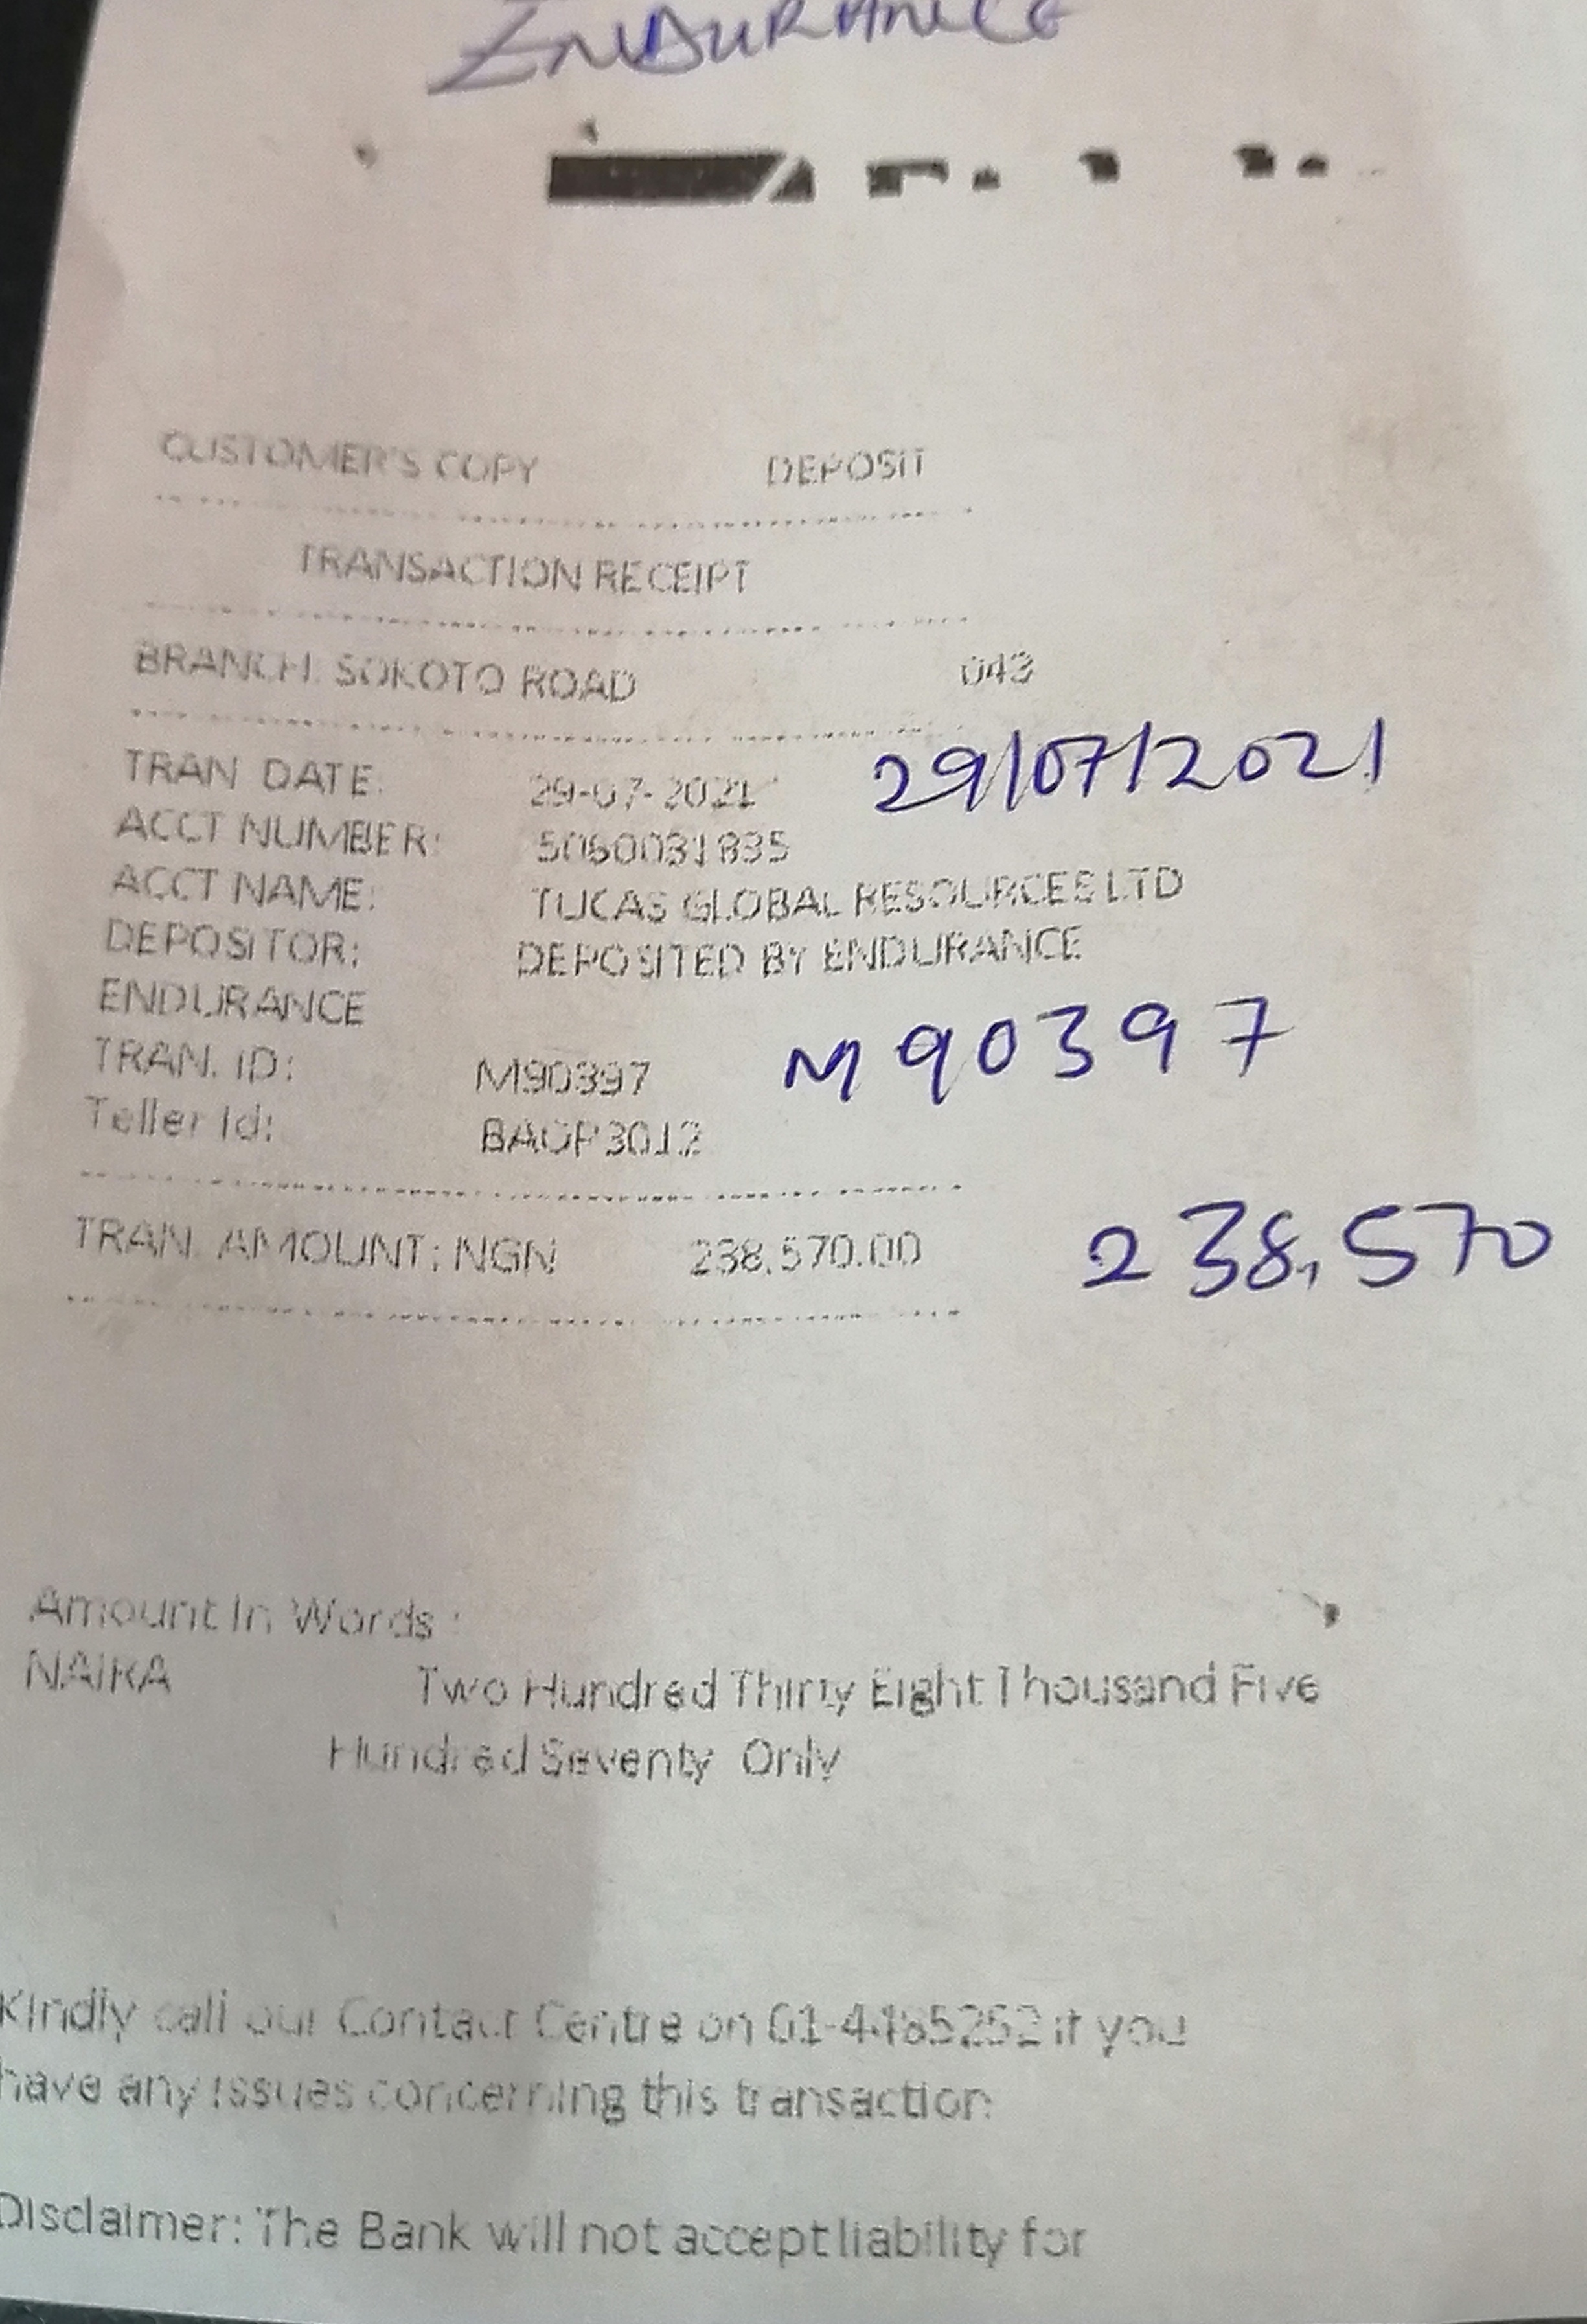 ENDURANCE
CUSTOMER'S COPY DEPOSIT
TRANSACTION RECEIPT
BRANCH: SOKOTO ROAD 043
TRAN DATE: 29-07-2021 29/07/2021
ACCT NUMBER: 5060031835
ACCT NAME: TUCAS GLOBAL RESOURCES LTD
DEPOSITOR: DEPOSITED BY ENDURANCE
ENDURANCE
TRAN. ID: M90397 M90397
Teller Id: BAOP3012
TRAN. AMOUNT: NGN 238,570.00 238,570
Amount In Words :
NAIRA Two Hundred Thirty Eight Thousand Five
Hundred Seventy Only
Kindly call our Contact Centre on 01-4485252 if you
have any issues concerning this transaction
Disclaimer: The Bank will not accept liability for